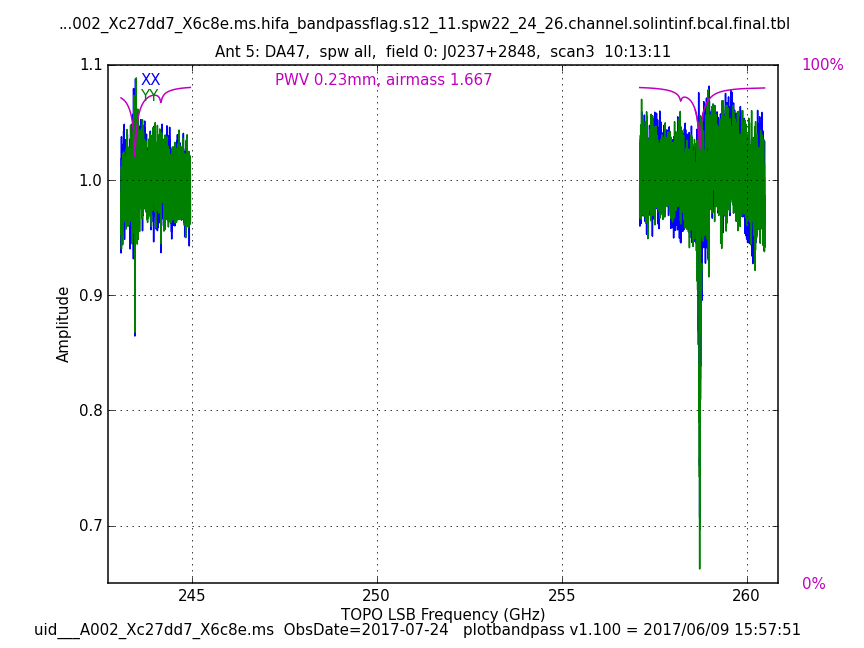 ...002_Xc27dd7_X6c8e.ms.hifa_bandpassflag.s12_11.spw22_24_26.channel.solintinf.bcal.final.tbl
Ant 5: DA47,  spw all,  field 0: J0237+2848,  scan3  10:13:11
1.1
XX
YY
PWV 0.23mm, airmass 1.667
100%
1.0
0.9
0.8
0.7
Amplitude
0%
245
250
255
260
TOPO LSB Frequency (GHz)
uid___A002_Xc27dd7_X6c8e.ms  ObsDate=2017-07-24   plotbandpass v1.100 = 2017/06/09 15:57:51